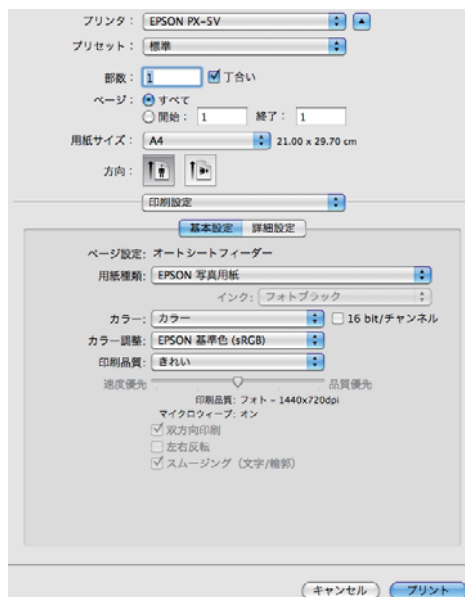 プリンタ： EPSON PX-5V
プリセット： 標準
部数： 1 丁合い
ページ： すべて
開始： 1 終了： 1
用紙サイズ： A4 21.00 x 29.70 cm
方向：
印刷設定
基本設定 詳細設定
ページ設定: オートシートフィーダー
用紙種類: EPSON 写真用紙
インク: フォトブラック
カラー: カラー 16 bit/チャンネル
カラー調整: EPSON 基準色 (sRGB)
印刷品質: きれい
速度優先 品質優先
印刷品質: フォト - 1440x720dpi
マイクロウィーブ: オン
双方向印刷
左右反転
スムージング（文字/輪郭）
キャンセル プリント